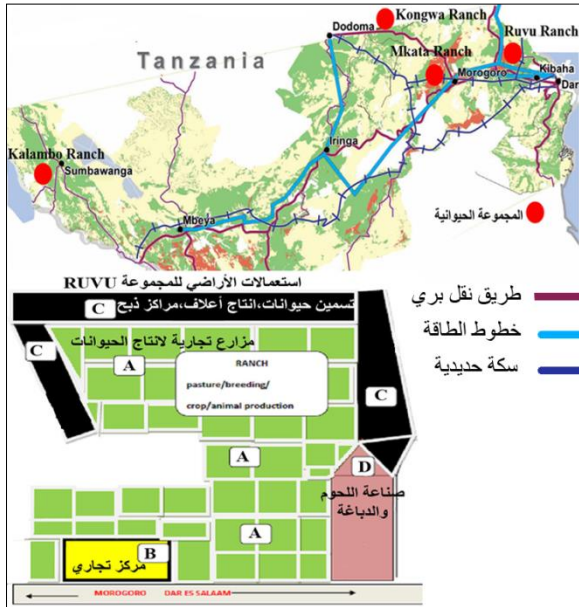 Kongwa Ranch
Dodoma
Ruvu Ranch
Tanzania
Mkata Ranch
Morogoro
Kibaha
Dar
Iringa
Kalambo Ranch
Sumbawanga
Mbeya
المجموعة الحيوانية
استعمالات الأراضي للمجموعة RUVU
طريق نقل بري
خطوط الطاقة
سكة حديدية
C
تسمين حيوانات،انتاج أعلاف،مراكز ذبح
C
مزارع تجارية لانتاج الحيوانات
A
RANCH
pasture/breeding/
crop/animal production
C
A
D
صناعة اللحوم
والدباغة
A
B
مركز تجاري
MOROGORO DAR ES SALAAM